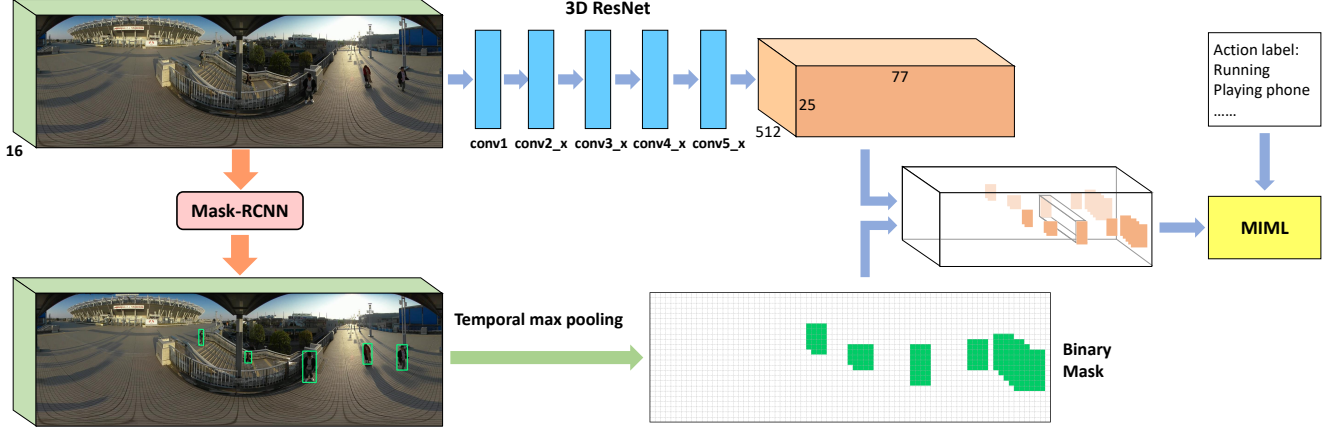 3D ResNet
16
conv1
conv2_x
conv3_x
conv4_x
conv5_x
77
25
512
Action label:
Running
Playing phone
......
Mask-RCNN
MIML
Temporal max pooling
Binary
Mask